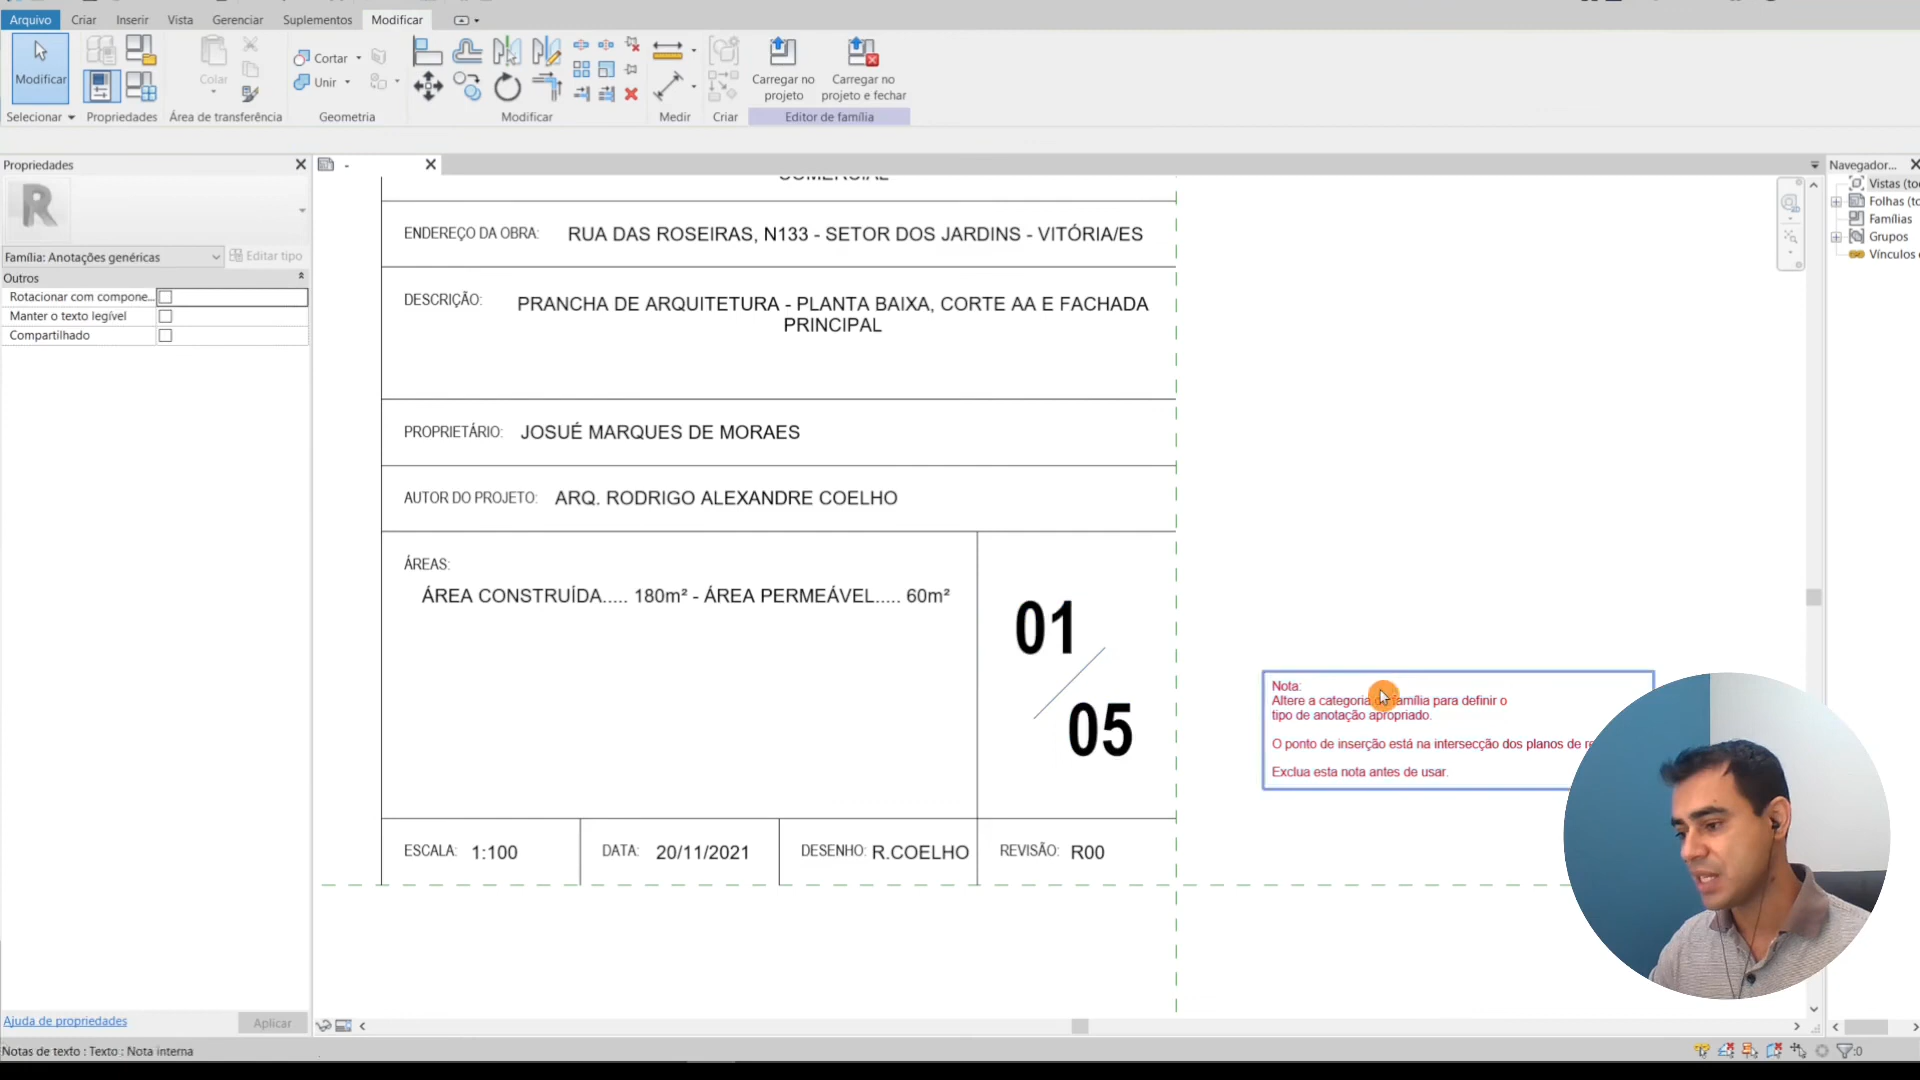 Arquivo Criar Inserir Vista Gerenciar Suplementos Modificar
Modificar
Colar
Cortar
Unir
Carregar no projeto
Carregar no projeto e fechar
Selecionar Propriedades Área de transferência Geometria Modificar Medir Criar Editor de família
Propriedades
-
Navegador...
R
Família: Anotações genéricas
Editar tipo
Outros
Rotacionar com compone...
Manter o texto legível
Compartilhado
Ajuda de propriedades
Aplicar
COMERCIAL
ENDEREÇO DA OBRA: RUA DAS ROSEIRAS, N133 - SETOR DOS JARDINS - VITÓRIA/ES
DESCRIÇÃO: PRANCHA DE ARQUITETURA - PLANTA BAIXA, CORTE AA E FACHADA
PRINCIPAL
PROPRIETÁRIO: JOSUÉ MARQUES DE MORAES
AUTOR DO PROJETO: ARQ. RODRIGO ALEXANDRE COELHO
ÁREAS:
ÁREA CONSTRUÍDA..... 180m² - ÁREA PERMEÁVEL..... 60m²
01
05
ESCALA: 1:100 DATA: 20/11/2021 DESENHO: R.COELHO REVISÃO: R00
Nota:
Altere a categoria família para definir o
tipo de anotação apropriado.
O ponto de inserção está na intersecção dos planos de
Exclua esta nota antes de usar.
Vistas (to
Folhas (to
Famílias
Grupos
Vínculos
Notas de texto : Texto : Nota interna
:0